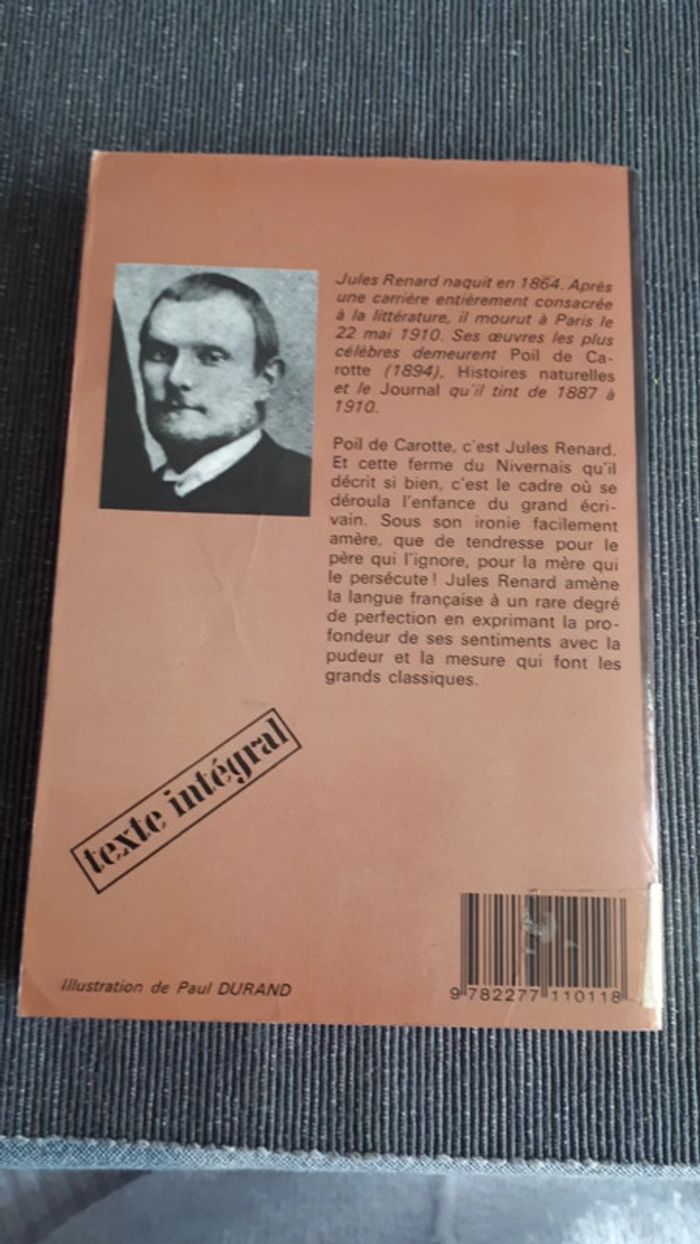 Jules Renard naquit en 1864. Après
une carrière entièrement consacrée
à la littérature, il mourut à Paris le
22 mai 1910. Ses œuvres les plus
célèbres demeurent Poil de Ca-
rotte (1894), Histoires naturelles
et le Journal qu'il tint de 1887 à
1910.
Poil de Carotte, c'est Jules Renard.
Et cette ferme du Nivernais qu'il
décrit si bien, c'est le cadre où se
déroula l'enfance du grand écri-
vain. Sous son ironie facilement
amère, que de tendresse pour le
père qui l'ignore, pour la mère qui
le persécute! Jules Renard amène
la langue française à un rare degré
de perfection en exprimant la pro-
fondeur de ses sentiments avec la
pudeur et la mesure qui font les
grands classiques.
texte intégral
Illustration de Paul DURAND
9 782277 110118